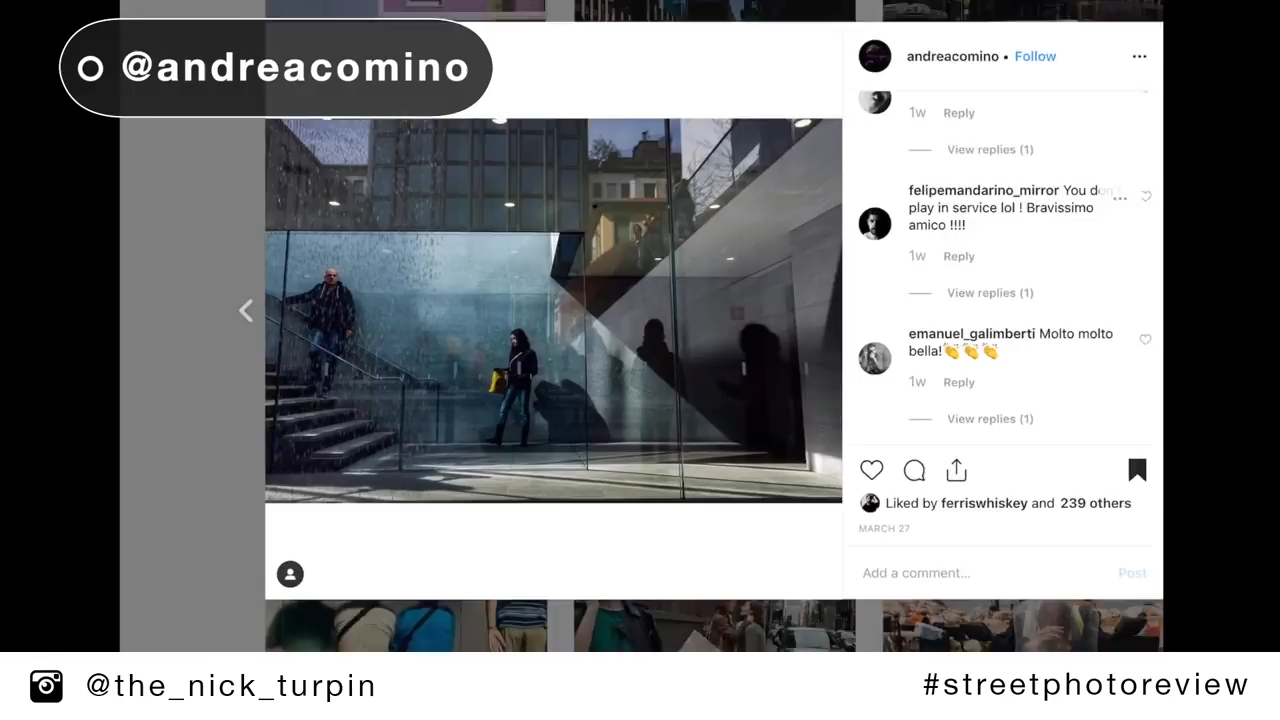 @andreacomino
andreacomino • Follow
1w Reply
View replies (1)
felipemandarino_mirror You don't
play in service lol ! Bravissimo
amico !!!!
1w Reply
View replies (1)
emanuel_galimberti Molto molto
bella!👏👏👏
1w Reply
View replies (1)
Liked by ferriswhiskey and 239 others
MARCH 27
Add a comment... Post
@the_nick_turpin
#streetphotoreview